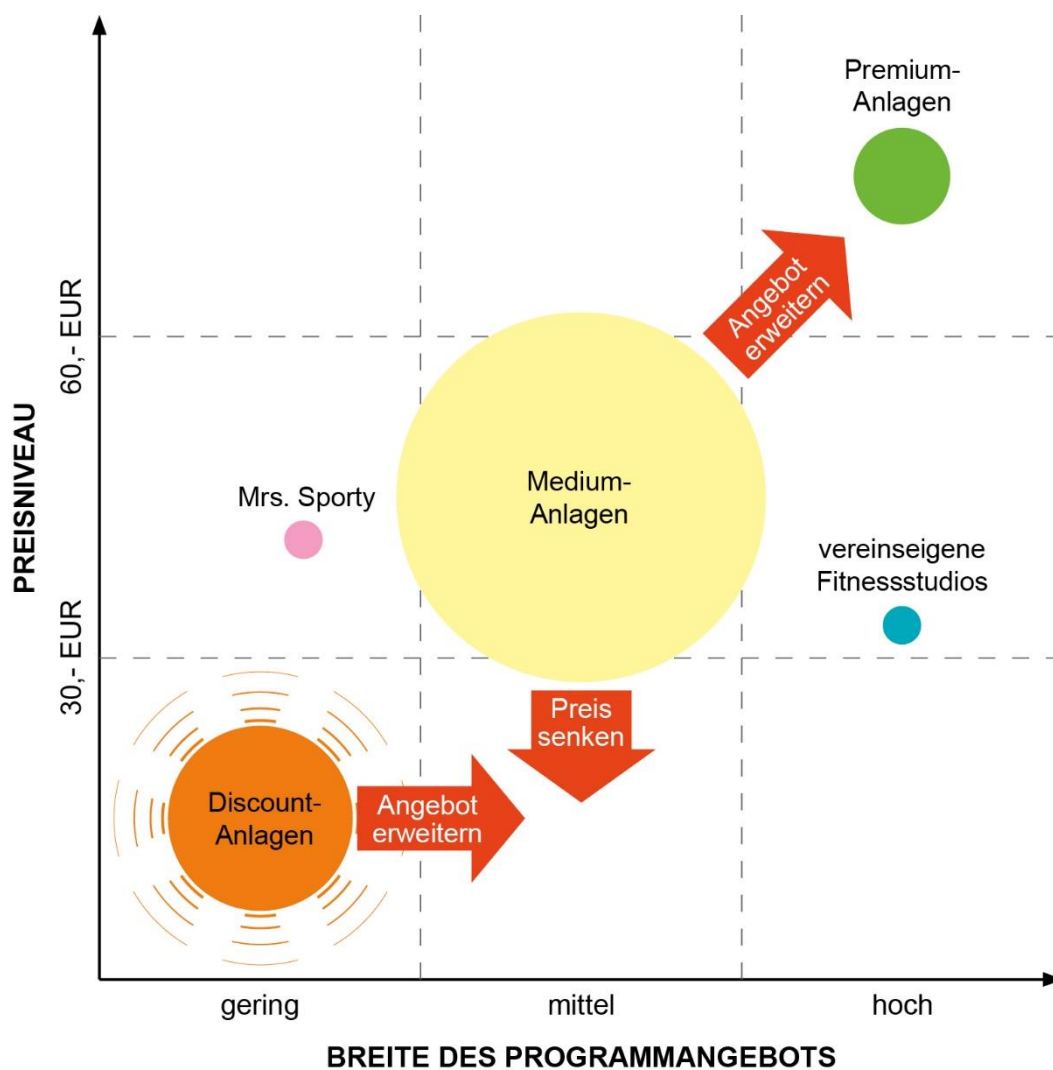 Premium-
Anlagen
Angebot
erweitern
60,- EUR
PREISNIVEAU
Medium-
Anlagen
Mrs. Sporty
vereinseigene
Fitnessstudios
30,- EUR
Preis
senken
Discount-
Anlagen
Angebot
erweitern
gering
mittel
hoch
BREITE DES PROGRAMMANGEBOTS